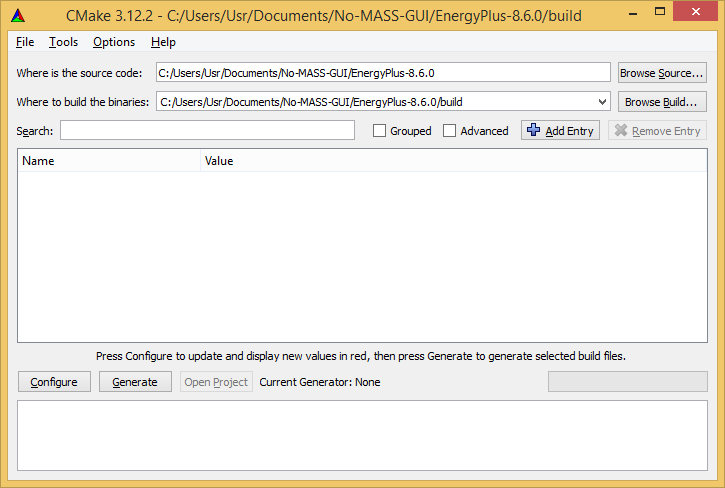 CMake 3.12.2 - C:/Users/Usr/Documents/No-MASS-GUI/EnergyPlus-8.6.0/build
File Tools Options Help
Where is the source code: C:/Users/Usr/Documents/No-MASS-GUI/EnergyPlus-8.6.0 Browse Source...
Where to build the binaries: C:/Users/Usr/Documents/No-MASS-GUI/EnergyPlus-8.6.0/build Browse Build...
Search: Grouped Advanced Add Entry Remove Entry
Name Value
Press Configure to update and display new values in red, then press Generate to generate selected build files.
Configure Generate Open Project Current Generator: None